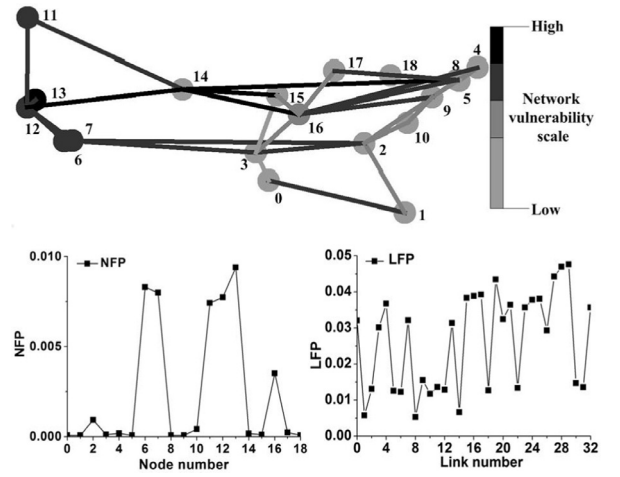 11
4
High
17
18
8
13
14
15
5
9
Network
vulnerability
scale
12
16
7
10
2
6
3
0
1
Low
0.010
NFP
0.005
0.000
NFP
0 2 4 6 8 10 12 14 16 18
Node number
0.05
LFP
0.04
0.03
0.02
0.01
0.00
LFP
0 4 8 12 16 20 24 28 32
Link number